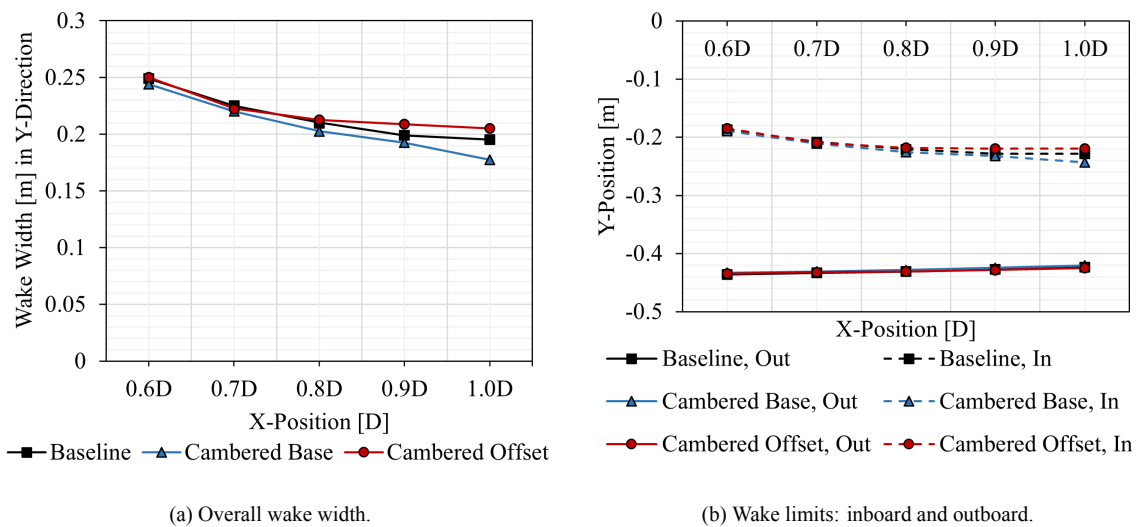 Wake Width [m] in Y-Direction
0.3
0.25
0.2
0.15
0.1
0.05
0
0.6D 0.7D 0.8D 0.9D 1.0D
X-Position [D]
Baseline Cambered Base Cambered Offset
(a) Overall wake width.
Y-Position [m]
0
0.6D 0.7D 0.8D 0.9D 1.0D
-0.1
-0.2
-0.3
-0.4
-0.5
X-Position [D]
Baseline, Out Baseline, In
Cambered Base, Out Cambered Base, In
Cambered Offset, Out Cambered Offset, In
(b) Wake limits: inboard and outboard.